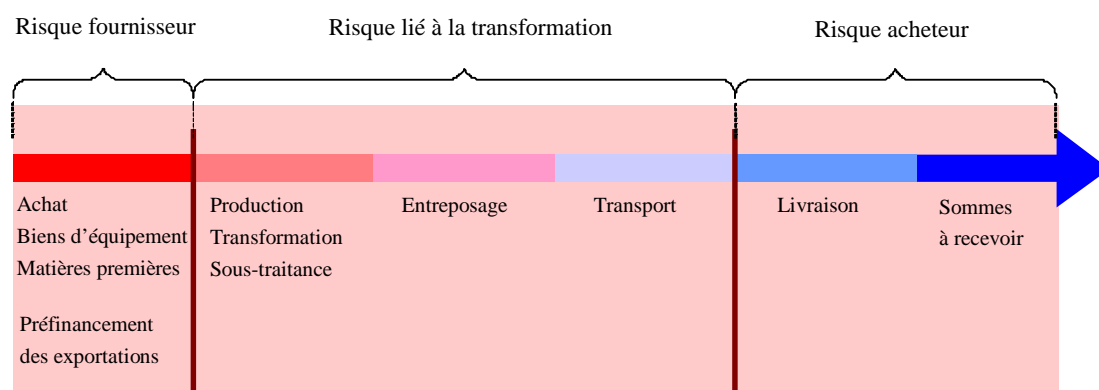 Risque fournisseur
Risque lié à la transformation
Risque acheteur
Achat
Biens d’équipement
Matières premières
Préfinancement
des exportations
Production
Transformation
Sous-traitance
Entreposage
Transport
Livraison
Sommes
à recevoir